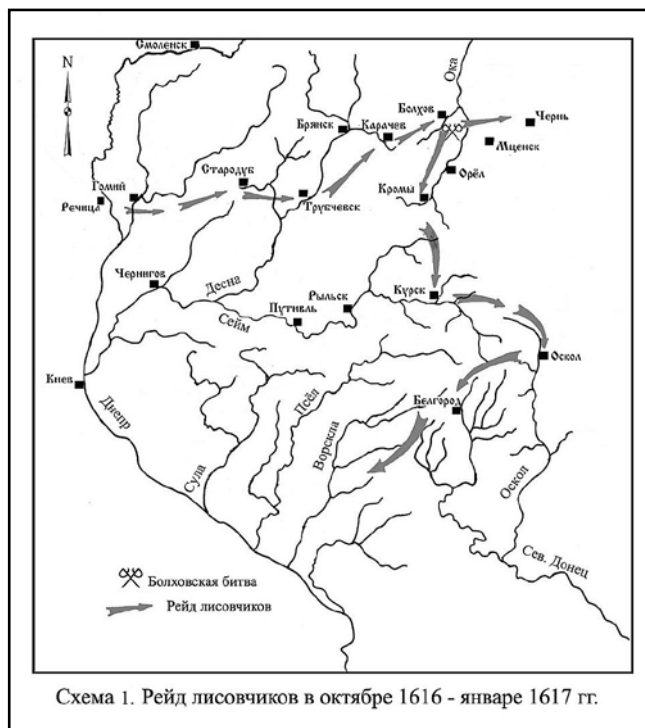 Смоленск
N
Ока
Болхов
Чернь
Брянск
Карачев
Мценск
Стародуб
Орёл
Гомий
Кромы
Речица
Трубчевск
Чернигов
Десна
Рыльск
Курск
Сейм
Путивль
Оскол
Киев
Псёл
Белгород
Днепр
Ворскла
Сула
Оскол
Сев. Донец
Болховская битва
Рейд лисовчиков
Схема 1. Рейд лисовчиков в октябре 1616 - январе 1617 гг.